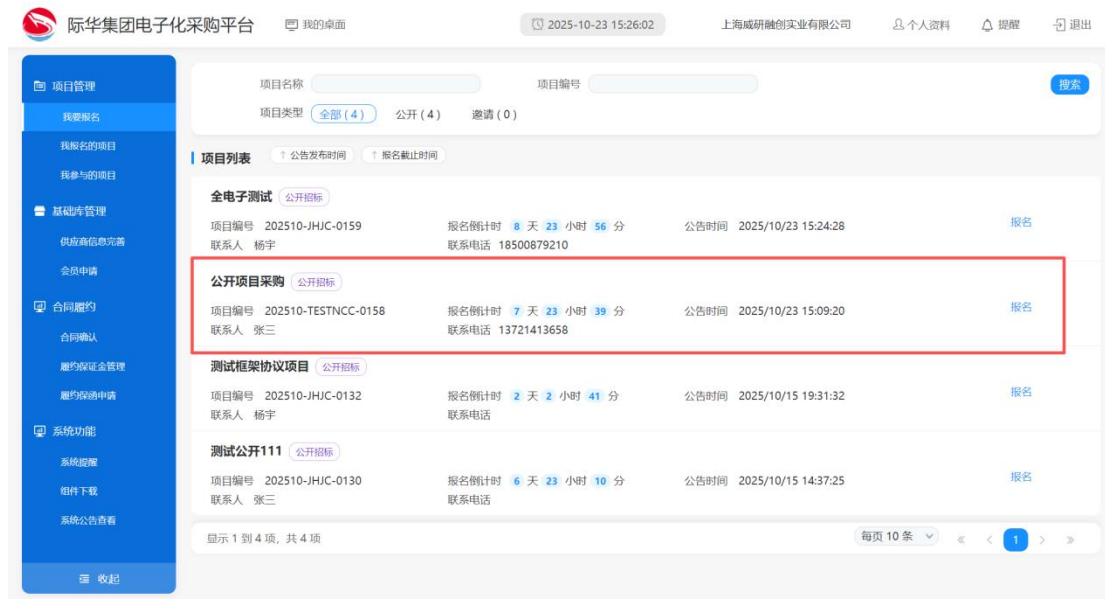 际华集团电子化采购平台 我的桌面 2025-10-23 15:26:02 上海威研融创实业有限公司 个人资料 提醒 退出
项目管理
我要报名
我报名的项目
我参与的项目
基础库管理
供应商信息完善
会员申请
合同履约
合同确认
履约保证金管理
履约保函申请
系统功能
系统提醒
组件下载
系统公告查看
收起
项目名称 项目编号 搜索
项目类型 全部 ( 4 ) 公开 ( 4 ) 邀请 ( 0 )
项目列表 ↑ 公告发布时间 ↑ 报名截止时间
全电子测试 公开招标
项目编号 202510-JHJC-0159 报名倒计时 8 天 23 小时 56 分 公告时间 2025/10/23 15:24:28 报名
联系人 杨宇 联系电话 18500879210
公开项目采购 公开招标
项目编号 202510-TESTNCC-0158 报名倒计时 7 天 23 小时 39 分 公告时间 2025/10/23 15:09:20 报名
联系人 张三 联系电话 13721413658
测试框架协议项目 公开招标
项目编号 202510-JHJC-0132 报名倒计时 2 天 2 小时 41 分 公告时间 2025/10/15 19:31:32 报名
联系人 杨宇 联系电话
测试公开111 公开招标
项目编号 202510-JHJC-0130 报名倒计时 6 天 23 小时 10 分 公告时间 2025/10/15 14:37:25 报名
联系人 张三 联系电话
显示 1 到 4 项, 共 4 项 每页 10 条 « < 1 > »